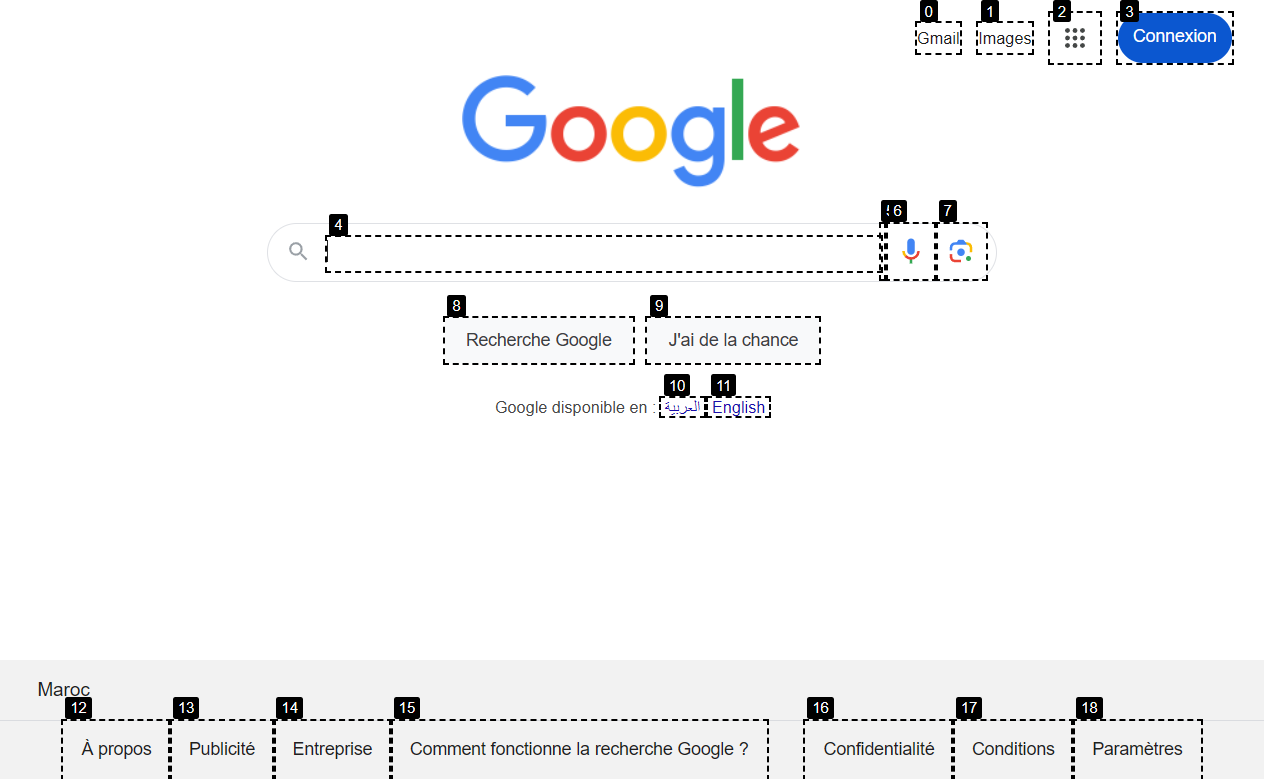 0 1 2 3
Gmail Images Connexion
Google
4 6 7
8 9
Recherche Google J'ai de la chance
10 11
Google disponible en : العربية English
Maroc
12 13 14 15 16 17 18
À propos Publicité Entreprise Comment fonctionne la recherche Google ? Confidentialité Conditions Paramètres